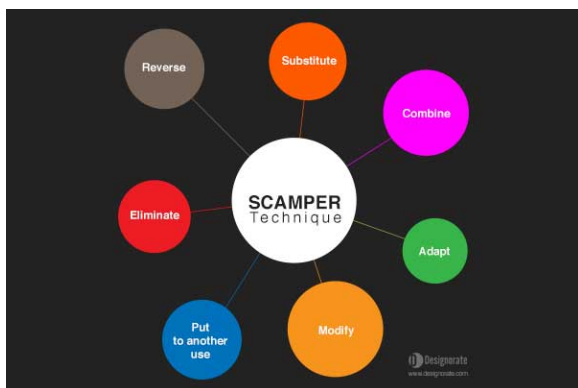 SCAMPER
Technique
Substitute
Combine
Adapt
Modify
Put
to another
use
Eliminate
Reverse
Designorate
www.designorate.com